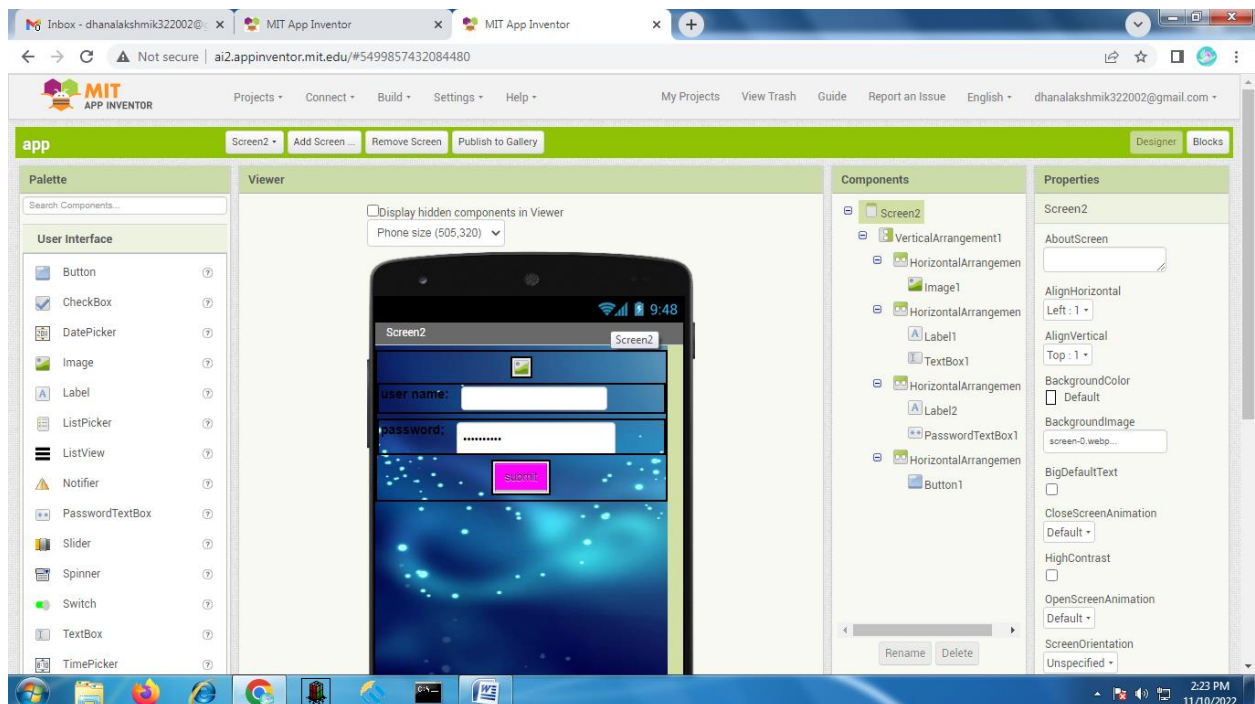 Inbox - dhanalakshmik322002@
MIT App Inventor
MIT App Inventor
Not secure | ai2.appinventor.mit.edu/#5499857432084480
MIT
APP INVENTOR
Projects
Connect
Build
Settings
Help
My Projects
View Trash
Guide
Report an Issue
English
dhanalakshmik322002@gmail.com
app
Screen2
Add Screen ...
Remove Screen
Publish to Gallery
Designer
Blocks
Palette
Search Components...
User Interface
Button
CheckBox
DatePicker
Image
Label
ListPicker
ListView
Notifier
PasswordTextBox
Slider
Spinner
Switch
TextBox
TimePicker
Viewer
Display hidden components in Viewer
Phone size (505,320)
9:48
Screen2
Screen2
user name:
password:
submit
Components
Screen2
VerticalArrangement1
HorizontalArrangemen
Image1
HorizontalArrangemen
Label1
TextBox1
HorizontalArrangemen
Label2
PasswordTextBox1
HorizontalArrangemen
Button1
Rename
Delete
Properties
Screen2
AboutScreen
AlignHorizontal
Left : 1
AlignVertical
Top : 1
BackgroundColor
Default
BackgroundImage
screen-0.webp...
BigDefaultText
CloseScreenAnimation
Default
HighContrast
OpenScreenAnimation
Default
ScreenOrientation
Unspecified
2:23 PM
11/10/2022